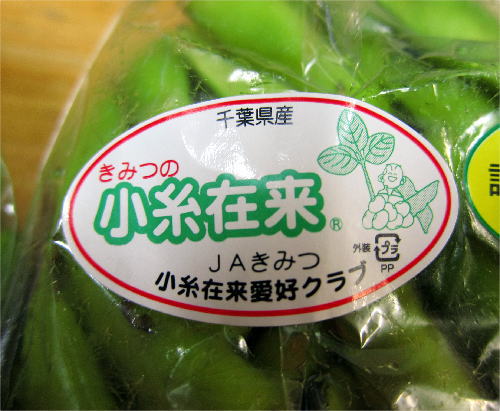 千葉県産
きみつの
小糸在来®
JAきみつ
小糸在来愛好クラブ
外装 プラ
PP